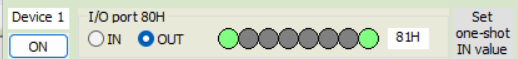 Device 1
ON
I/O port 80H
IN
OUT
81H
Set
one-shot
IN value